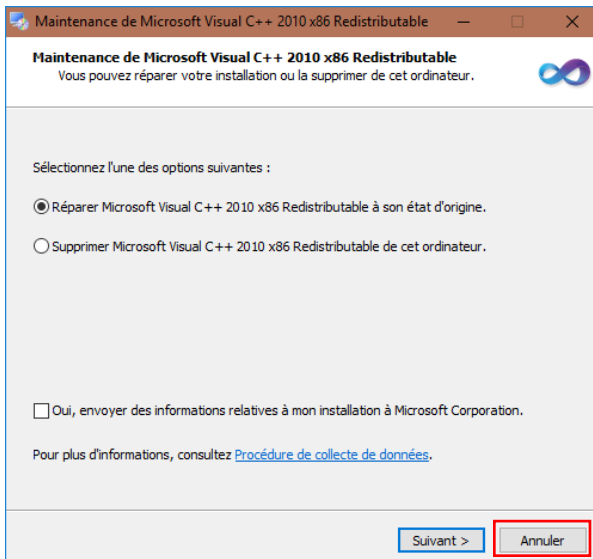 Maintenance de Microsoft Visual C++ 2010 x86 Redistributable
Maintenance de Microsoft Visual C++ 2010 x86 Redistributable
Vous pouvez réparer votre installation ou la supprimer de cet ordinateur.
Sélectionnez l'une des options suivantes :
Réparer Microsoft Visual C++ 2010 x86 Redistributable à son état d'origine.
Supprimer Microsoft Visual C++ 2010 x86 Redistributable de cet ordinateur.
Oui, envoyer des informations relatives à mon installation à Microsoft Corporation.
Pour plus d'informations, consultez Procédure de collecte de données.
Suivant > Annuler